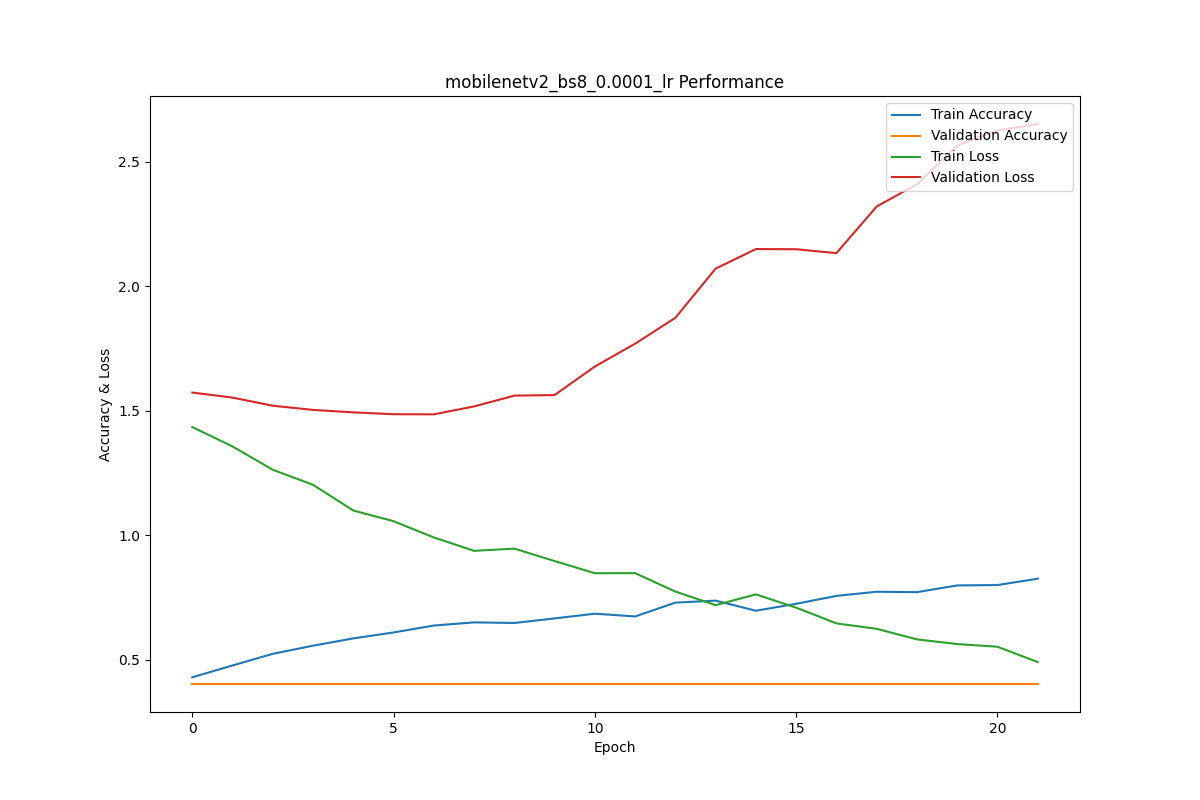 mobilenetv2_bs8_0.0001_lr Performance
Train Accuracy
Validation Accuracy
Train Loss
Validation Loss
2.5
2.0
1.5
1.0
0.5
Accuracy & Loss
0 5 10 15 20
Epoch